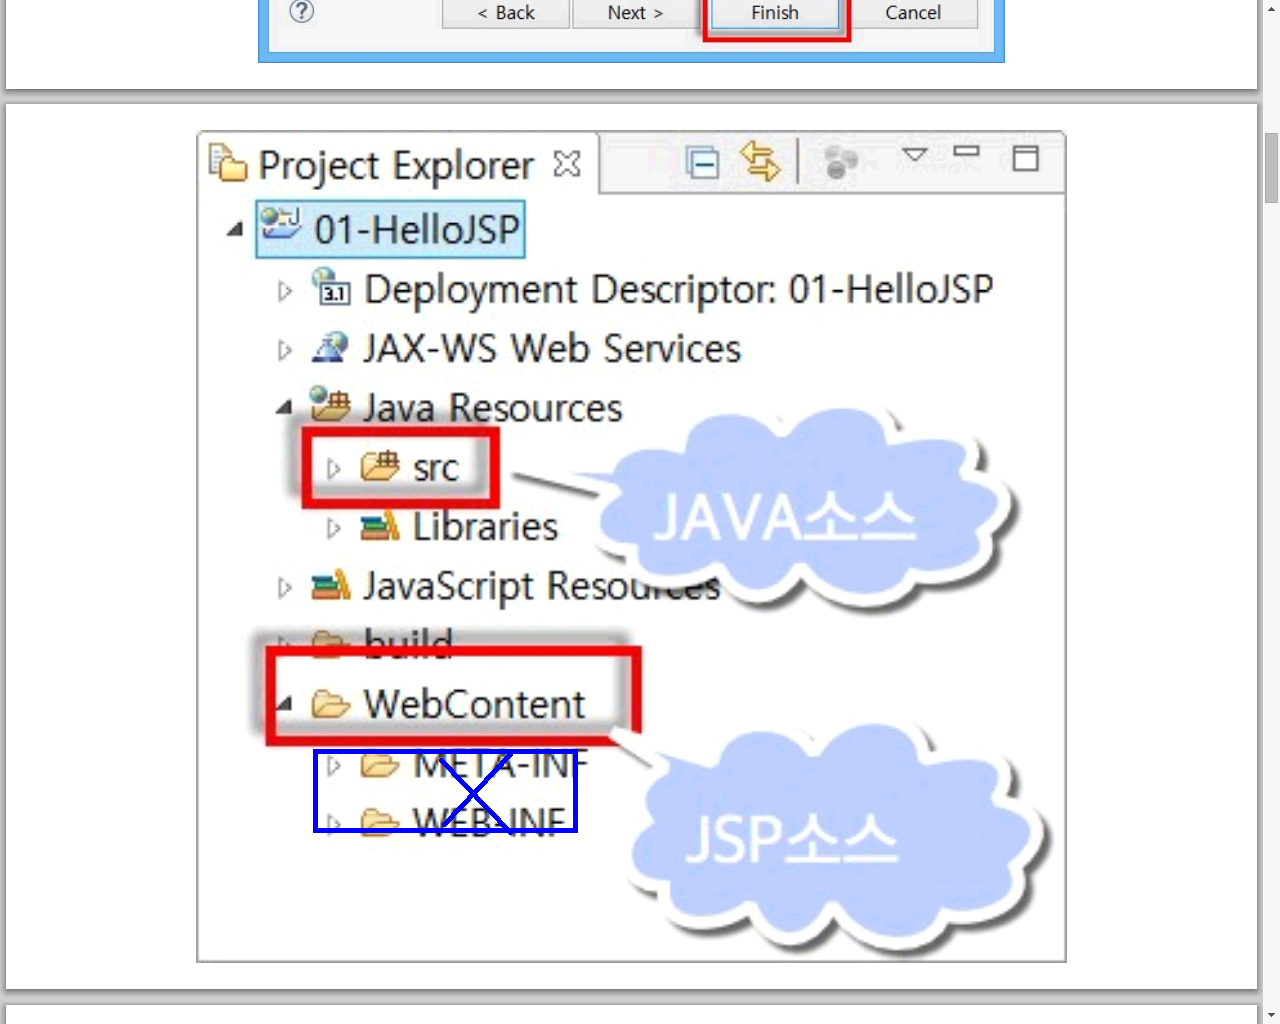 < Back Next > Finish Cancel
Project Explorer
01-HelloJSP
3.1 Deployment Descriptor: 01-HelloJSP
JAX-WS Web Services
Java Resources
src
JAVA소스
Libraries
JavaScript Resources
build
WebContent
META-INF
WEB-INF
JSP소스